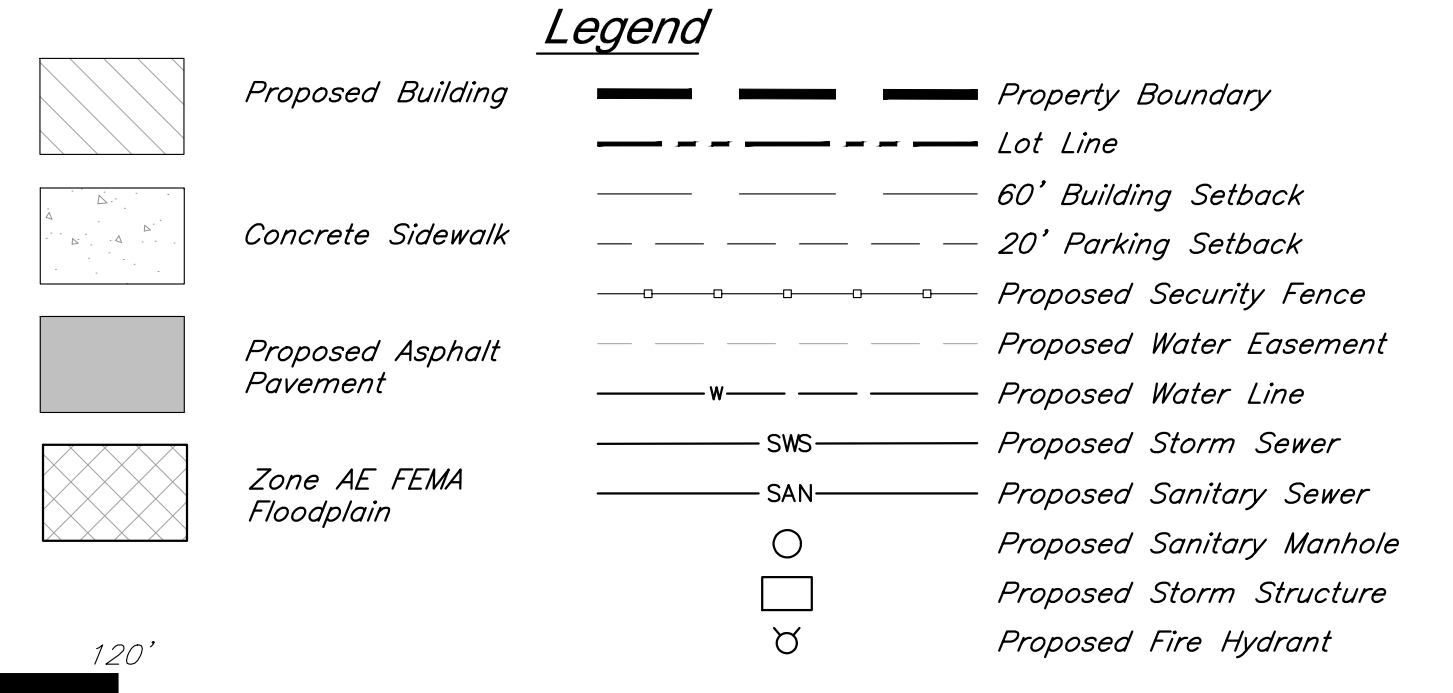 Legend
Proposed Building
Concrete Sidewalk
Proposed Asphalt
Pavement
Zone AE FEMA
Floodplain
120'
Property Boundary
Lot Line
60' Building Setback
20' Parking Setback
Proposed Security Fence
Proposed Water Easement
W Proposed Water Line
SWS Proposed Storm Sewer
SAN Proposed Sanitary Sewer
Proposed Sanitary Manhole
Proposed Storm Structure
Proposed Fire Hydrant